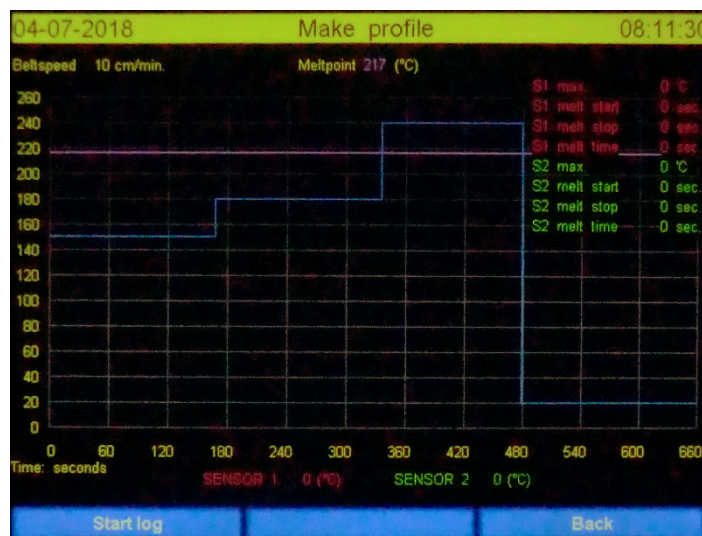 04-07-2018 Make profile 08:11:30
Beltspeed 10 cm/min. Meltpoint 217 (°C)
S1 max. 0 °C
S1 melt start 0 sec.
S1 melt stop 0 sec.
S1 melt time 0 sec.
S2 max. 0 °C
S2 melt start 0 sec.
S2 melt stop 0 sec.
S2 melt time 0 sec.
260
240
220
200
180
160
140
120
100
80
60
40
20
0
0 60 120 180 240 300 360 420 480 540 600 660
Time: seconds
SENSOR 1 0 (°C) SENSOR 2 0 (°C)
Start log Back